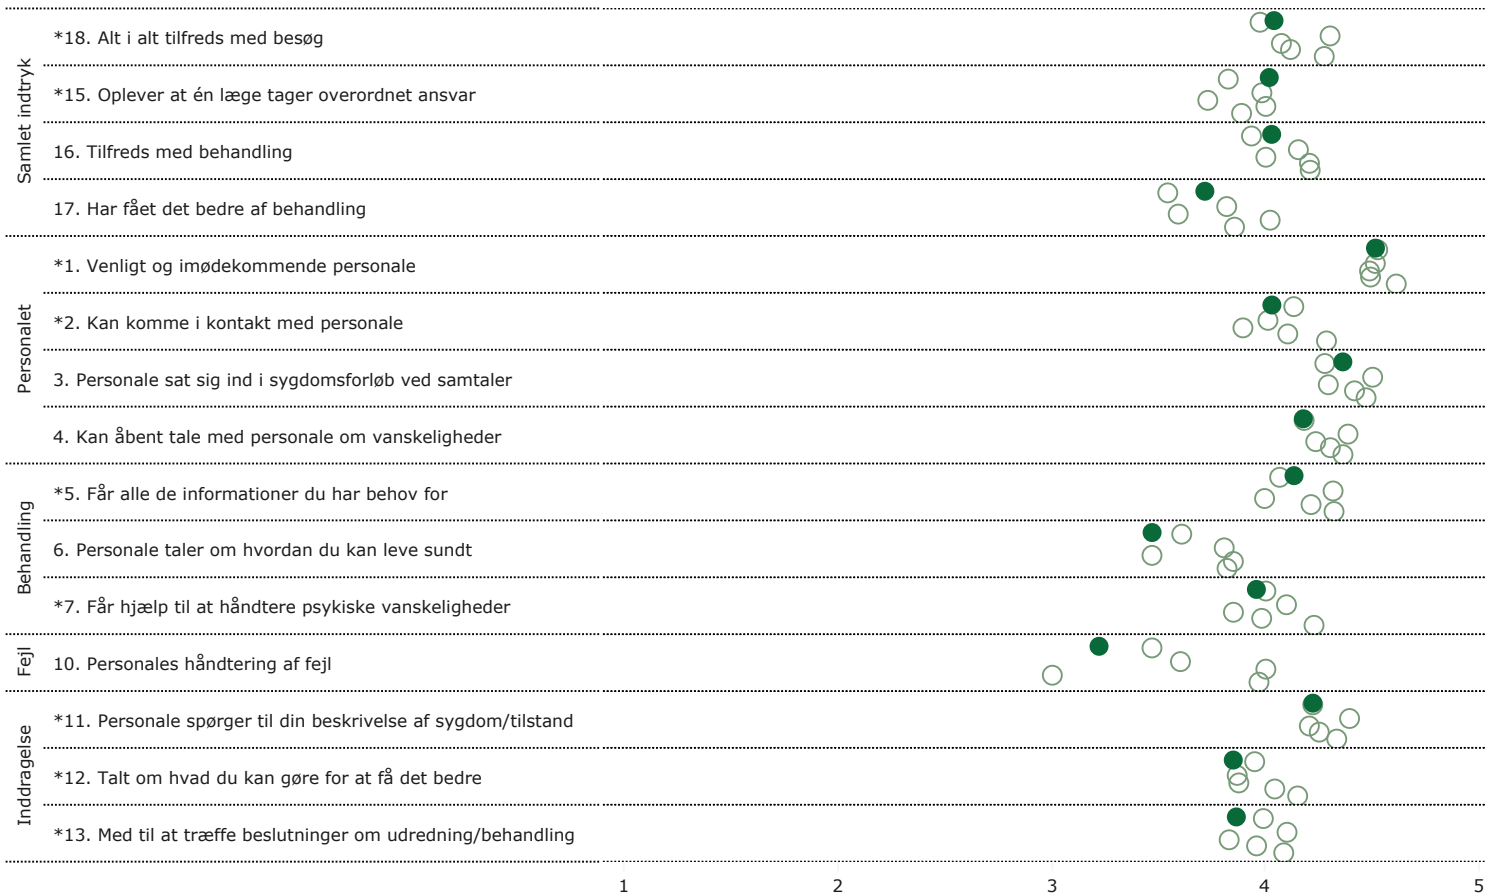 Samlet indtryk
*18. Alt i alt tilfreds med besøg
*15. Oplever at én læge tager overordnet ansvar
16. Tilfreds med behandling
17. Har fået det bedre af behandling
Personalet
*1. Venligt og imødekommende personale
*2. Kan komme i kontakt med personale
3. Personale sat sig ind i sygdomsforløb ved samtaler
4. Kan åbent tale med personale om vanskeligheder
Behandling
*5. Får alle de informationer du har behov for
6. Personale taler om hvordan du kan leve sundt
*7. Får hjælp til at håndtere psykiske vanskeligheder
Fejl
10. Personales håndtering af fejl
Inddragelse
*11. Personale spørger til din beskrivelse af sygdom/tilstand
*12. Talt om hvad du kan gøre for at få det bedre
*13. Med til at træffe beslutninger om udredning/behandling
1 2 3 4 5